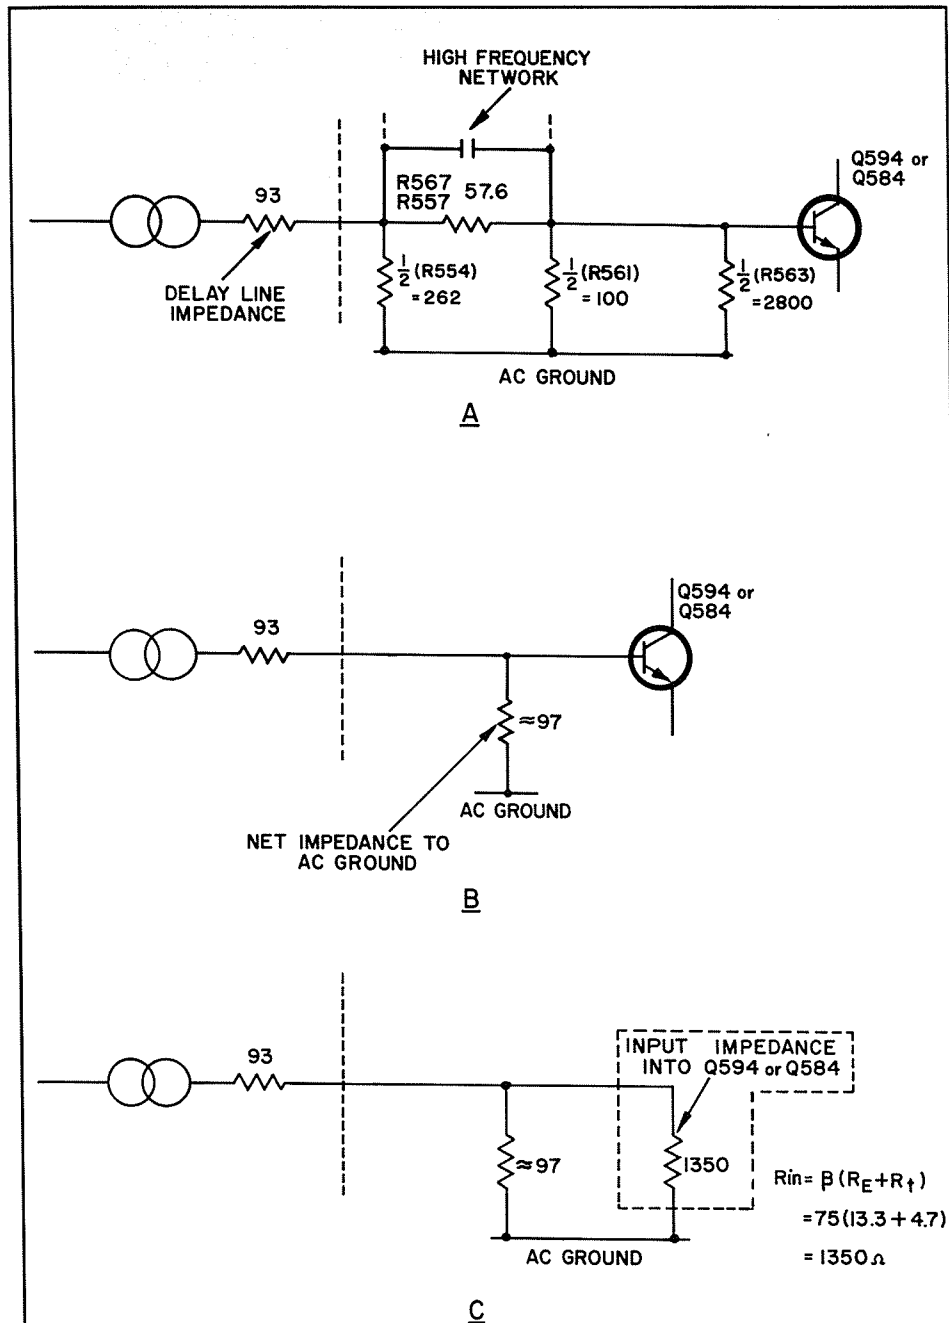 HIGH FREQUENCY
NETWORK
Q594 or
Q584
93
R567
R557
57.6
DELAY LINE
IMPEDANCE
1/2 (R554)
= 262
1/2 (R561)
= 100
1/2 (R563)
= 2800
AC GROUND
A
Q594 or
Q584
93
≈97
AC GROUND
NET IMPEDANCE TO
AC GROUND
B
93
INPUT IMPEDANCE
INTO Q594 or Q584
≈97
1350
Rin = β (RE + Rt)
= 75 (13.3 + 4.7)
= 1350 Ω
AC GROUND
C